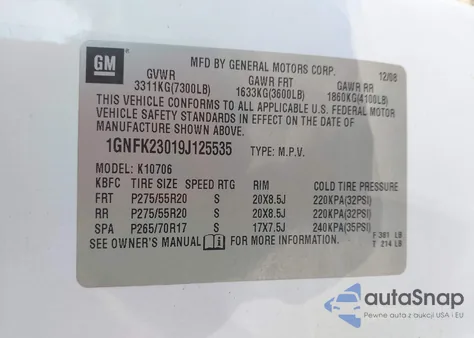 GM
MFD BY GENERAL MOTORS CORP. 12/08
GVWR GAWR FRT GAWR RR
3311KG(7300LB) 1633KG(3600LB) 1860KG(4100LB)
THIS VEHICLE CONFORMS TO ALL APPLICABLE U.S. FEDERAL MOTOR
VEHICLE SAFETY STANDARDS IN EFFECT ON THE DATE OF
MANUFACTURE SHOWN ABOVE.
1GNFK23019J125535 TYPE: M.P.V.
MODEL: K10706
KBFC TIRE SIZE SPEED RTG RIM COLD TIRE PRESSURE
FRT P275/55R20 S 20X8.5J 220KPA(32PSI)
RR P275/55R20 S 20X8.5J 220KPA(32PSI)
SPA P265/70R17 S 17X7.5J 240KPA(35PSI)
SEE OWNER'S MANUAL i FOR MORE INFORMATION.
F 381 LB
T 214 LB
autoSnap
Pewne auta z aukcji USA i EU